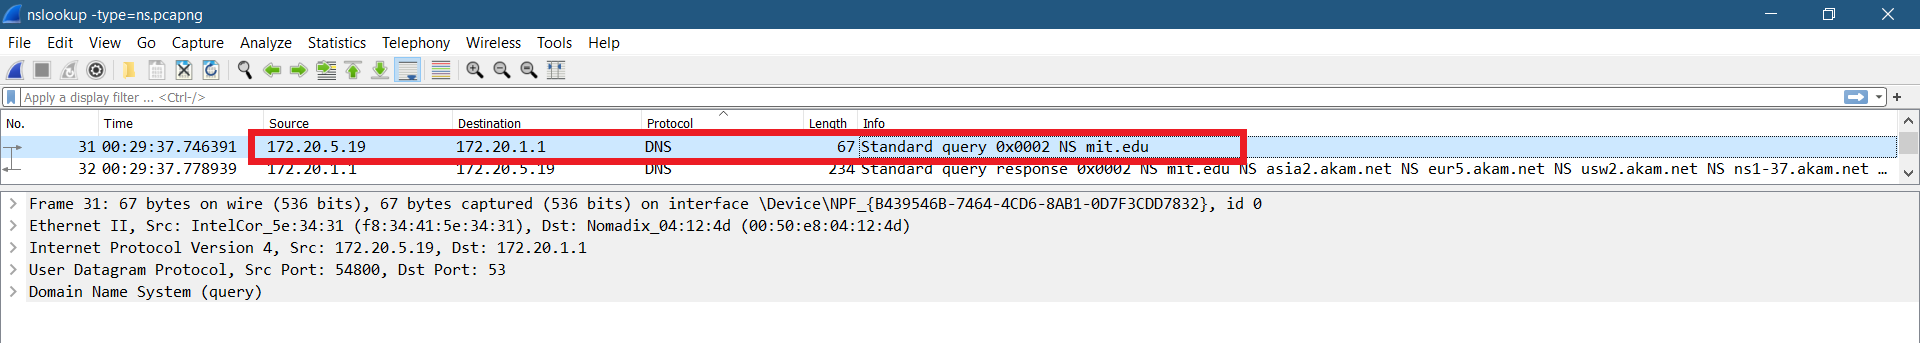 nslookup -type=ns.pcapng
File Edit View Go Capture Analyze Statistics Telephony Wireless Tools Help
Apply a display filter ... <Ctrl-/>
No. Time Source Destination Protocol Length Info
31 00:29:37.746391 172.20.5.19 172.20.1.1 DNS 67 Standard query 0x0002 NS mit.edu
32 00:29:37.778939 172.20.1.1 172.20.5.19 DNS 234 Standard query response 0x0002 NS mit.edu NS asia2.akam.net NS eur5.akam.net NS usw2.akam.net NS ns1-37.akam.net …
Frame 31: 67 bytes on wire (536 bits), 67 bytes captured (536 bits) on interface \Device\NPF_{B439546B-7464-4CD6-8AB1-0D7F3CDD7832}, id 0
Ethernet II, Src: IntelCor_5e:34:31 (f8:34:41:5e:34:31), Dst: Nomadix_04:12:4d (00:50:e8:04:12:4d)
Internet Protocol Version 4, Src: 172.20.5.19, Dst: 172.20.1.1
User Datagram Protocol, Src Port: 54800, Dst Port: 53
Domain Name System (query)